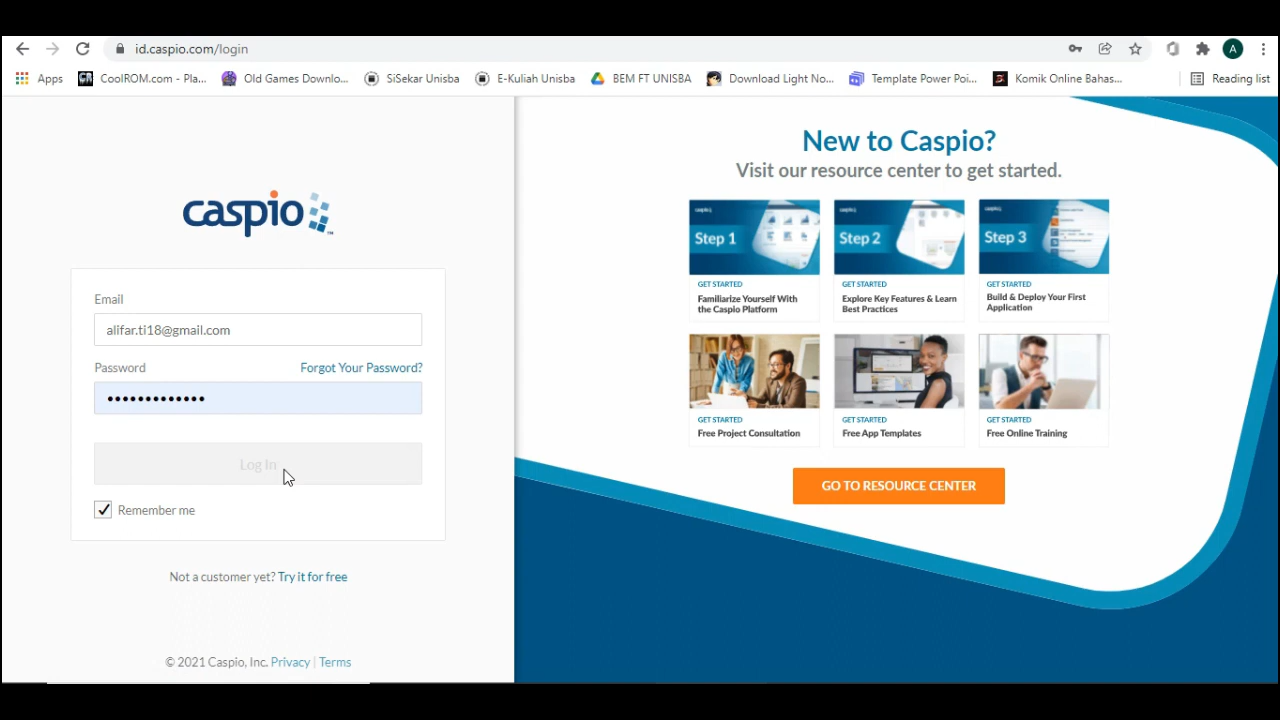 id.caspio.com/login
A
Apps
CoolROM.com - Pla...
Old Games Downlo...
SiSekar Unisba
E-Kuliah Unisba
BEM FT UNISBA
Download Light No...
Template Power Poi...
Komik Online Bahas...
Reading list
caspio
Email
alifar.ti18@gmail.com
Password
Forgot Your Password?
•••••••••••••
Log In
Remember me
Not a customer yet? Try it for free
© 2021 Caspio, Inc. Privacy | Terms
New to Caspio?
Visit our resource center to get started.
Step 1
GET STARTED
Familiarize Yourself With
the Caspio Platform
Step 2
GET STARTED
Explore Key Features & Learn
Best Practices
Step 3
GET STARTED
Build & Deploy Your First
Application
GET STARTED
Free Project Consultation
GET STARTED
Free App Templates
GET STARTED
Free Online Training
GO TO RESOURCE CENTER